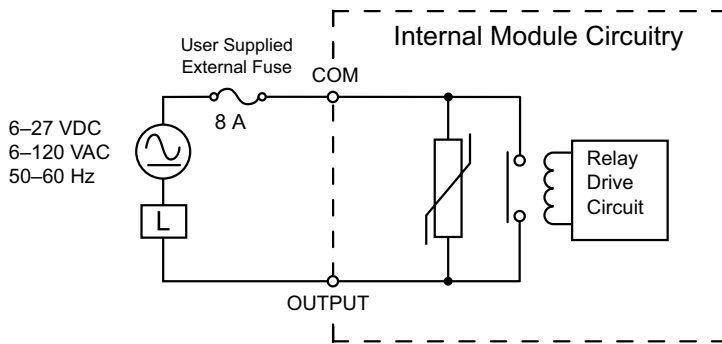 Internal Module Circuitry
User Supplied
External Fuse
COM
8 A
6–27 VDC
6–120 VAC
50–60 Hz
L
Relay
Drive
Circuit
OUTPUT